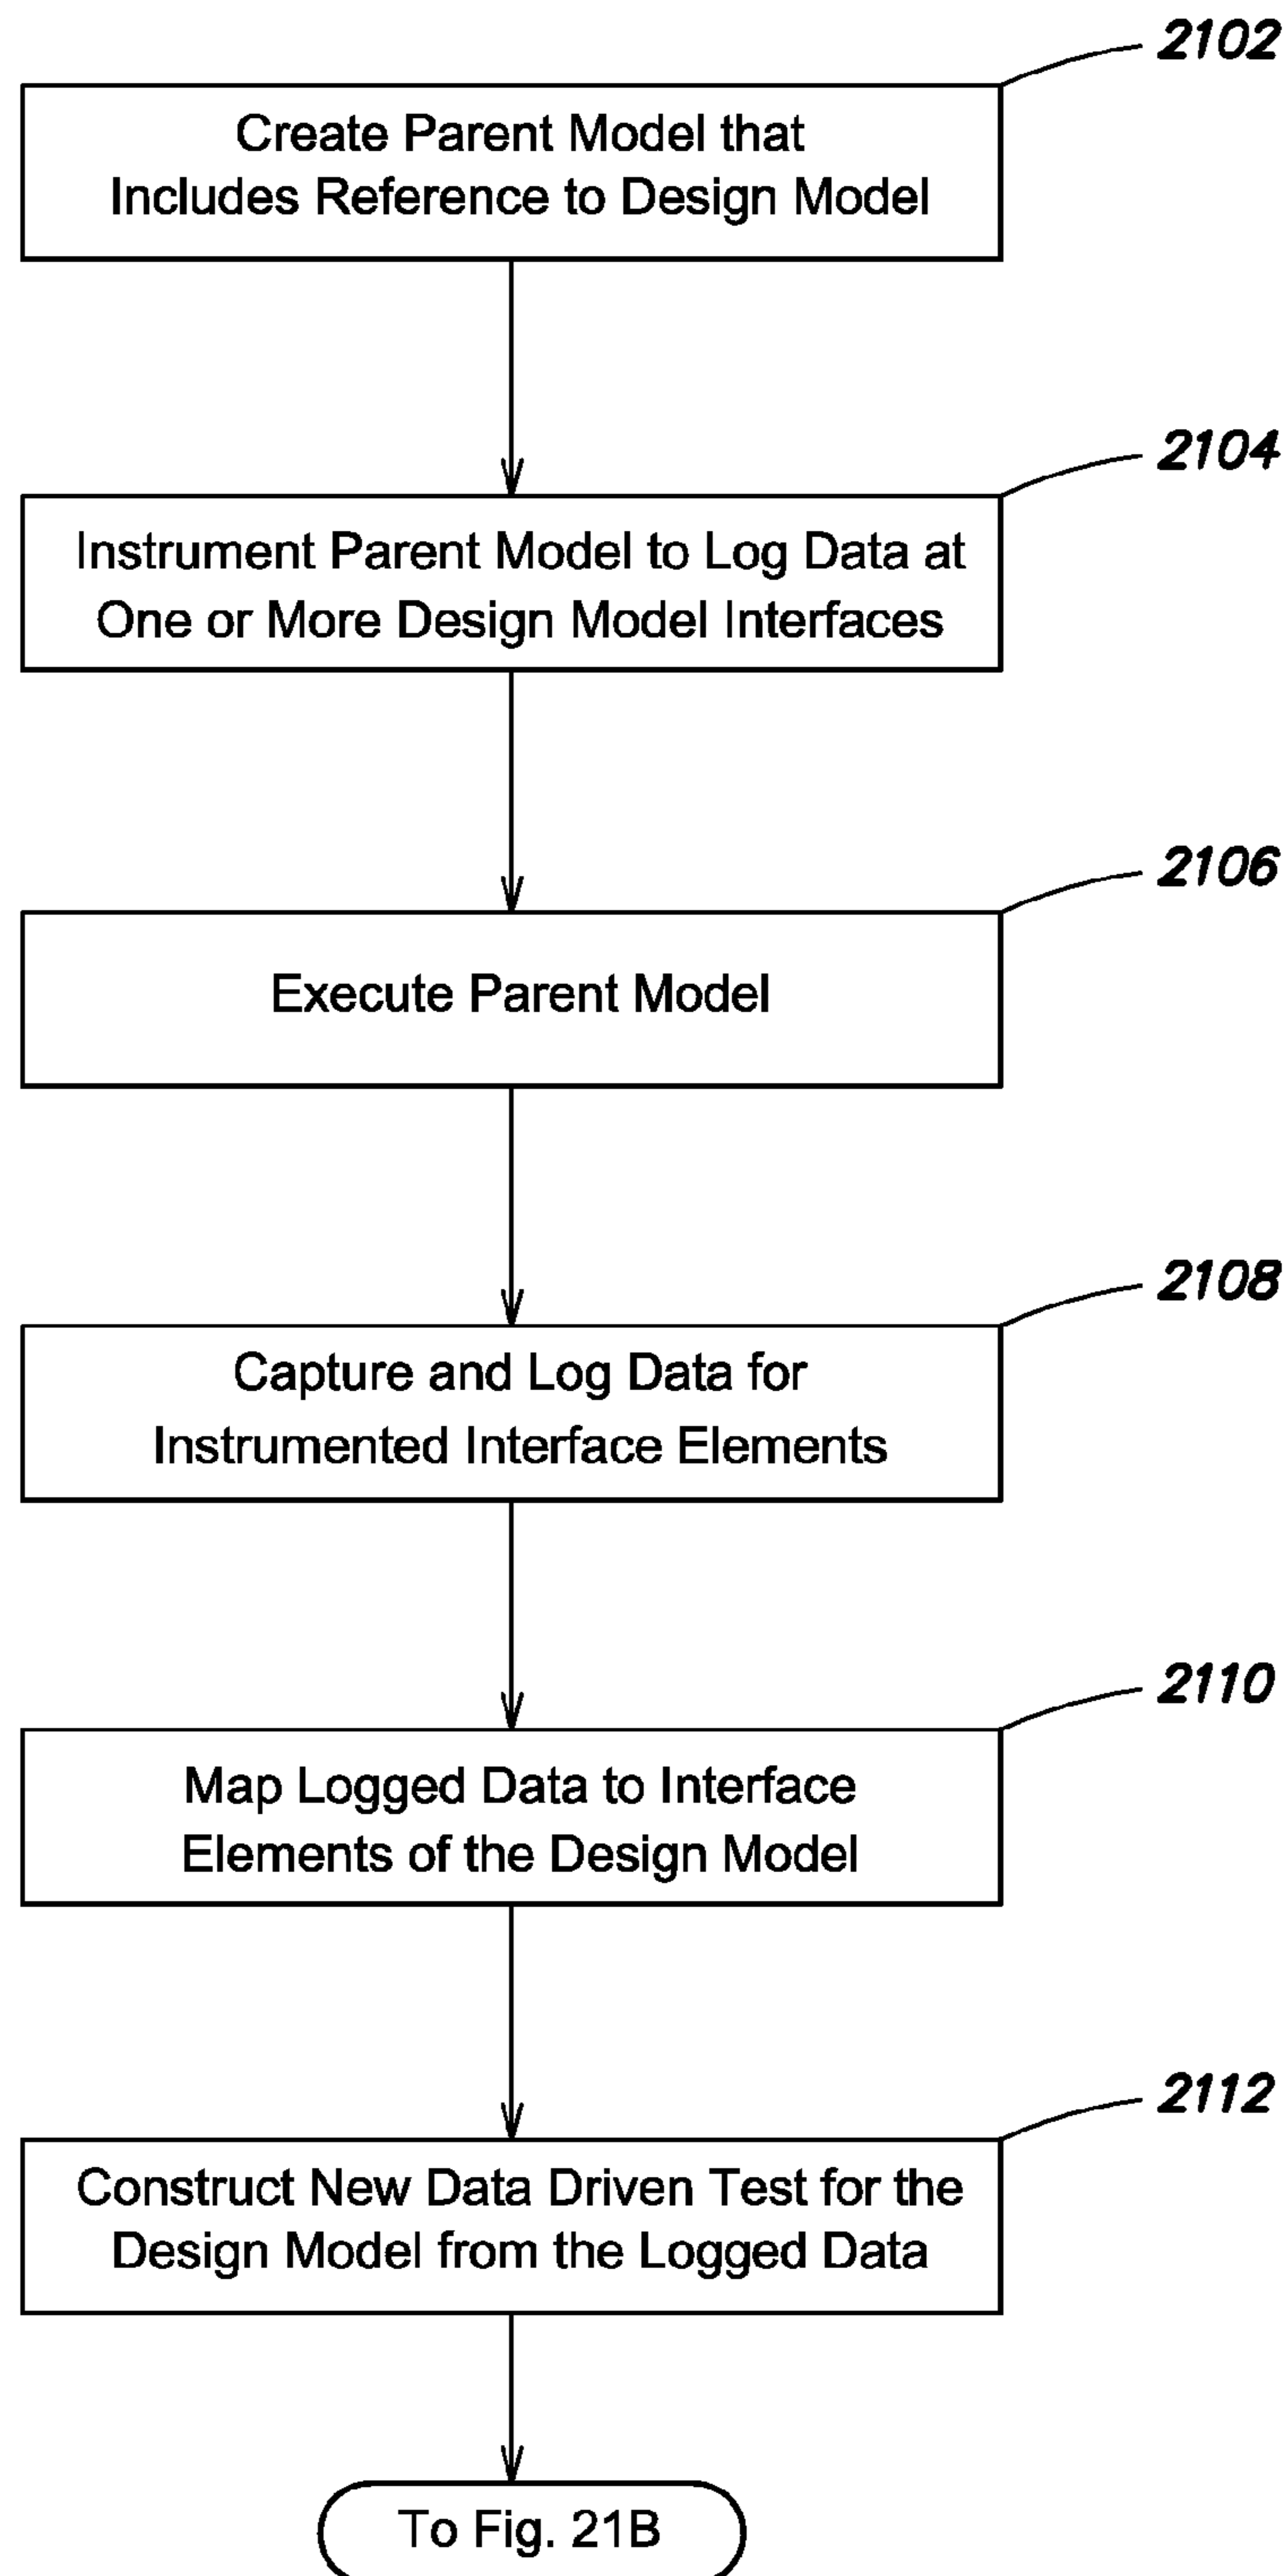 2102
Create Parent Model that
Includes Reference to Design Model
2104
Instrument Parent Model to Log Data at
One or More Design Model Interfaces
2106
Execute Parent Model
2108
Capture and Log Data for
Instrumented Interface Elements
2110
Map Logged Data to Interface
Elements of the Design Model
2112
Construct New Data Driven Test for the
Design Model from the Logged Data
To Fig. 21B